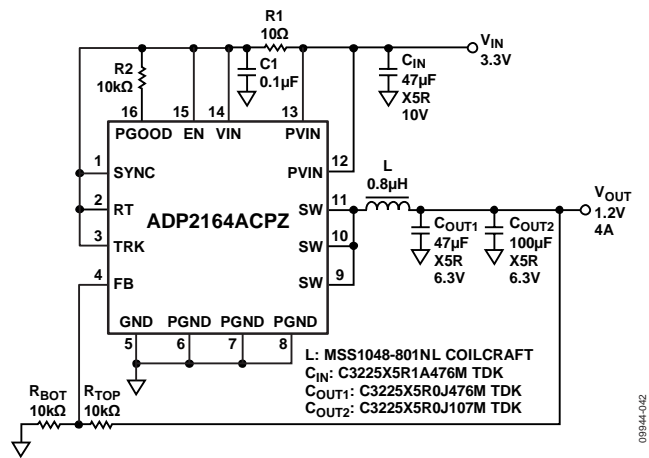 R1
10Ω
VIN
3.3V
R2
10kΩ
C1
0.1µF
CIN
47µF
X5R
10V
16
15
14
13
PGOOD
EN
VIN
PVIN
12
PVIN
1
SYNC
2
RT
3
TRK
4
FB
ADP2164ACPZ
L
0.8µH
11
SW
10
SW
9
SW
COUT1
47µF
X5R
6.3V
COUT2
100µF
X5R
6.3V
VOUT
1.2V
4A
GND
PGND
PGND
PGND
5
6
7
8
L: MSS1048-801NL COILCRAFT
CIN: C3225X5R1A476M TDK
COUT1: C3225X5R0J476M TDK
COUT2: C3225X5R0J107M TDK
RBOT
10kΩ
RTOP
10kΩ
09944-042